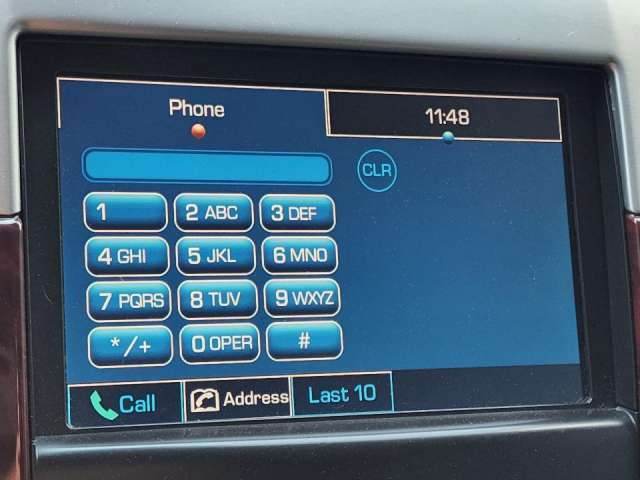 Phone
11:48
CLR
1
2 ABC
3 DEF
4 GHI
5 JKL
6 MNO
7 PQRS
8 TUV
9 WXYZ
*/+
0 OPER
#
Call
Address
Last 10